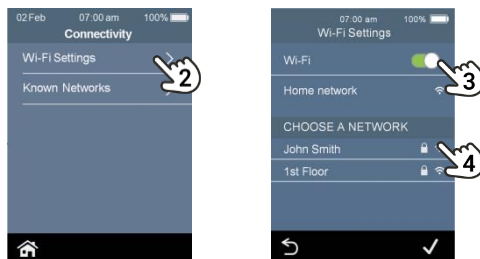 02 Feb 07:00 am 100%
Connectivity
Wi-Fi Settings
2
Known Networks
07:00 am 100%
Wi-Fi Settings
Wi-Fi
3
Home network
CHOOSE A NETWORK
John Smith
4
1st Floor